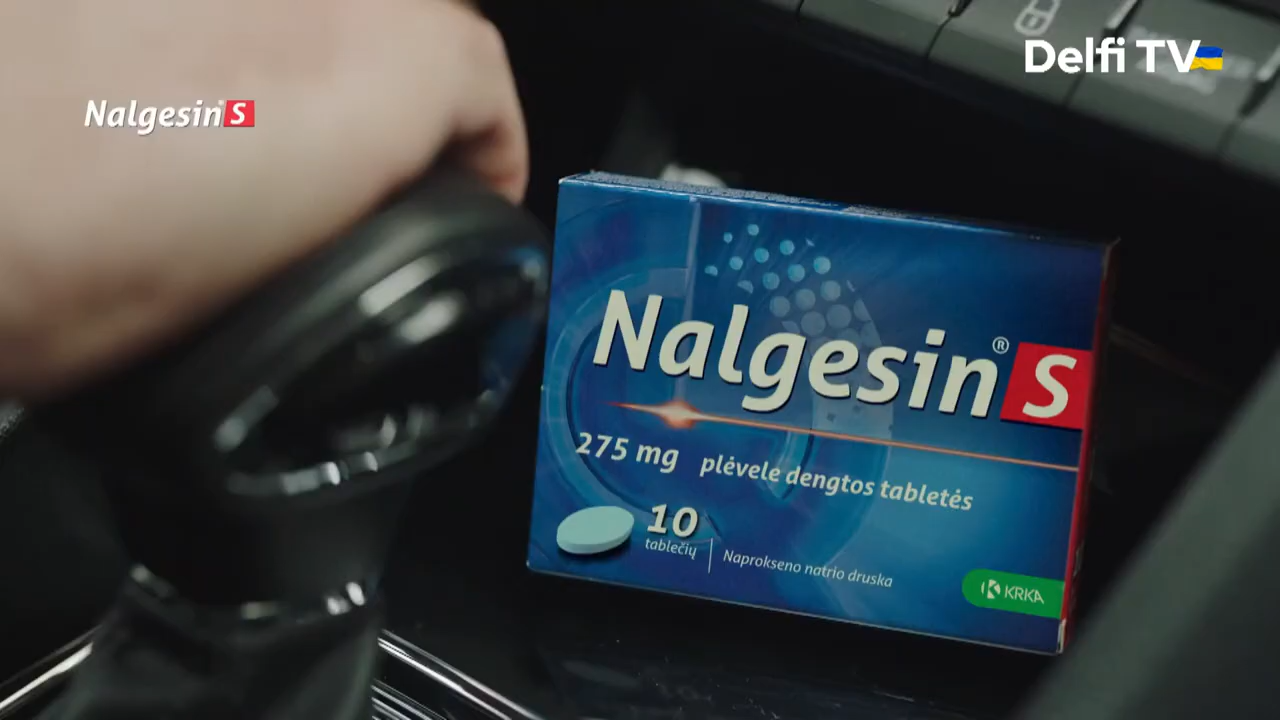 Delfi TV
Nalgesin® S
Nalgesin® S
275 mg plėvele dengtos tabletės
10
tablečių
Naprokseno natrio druska
KRKA